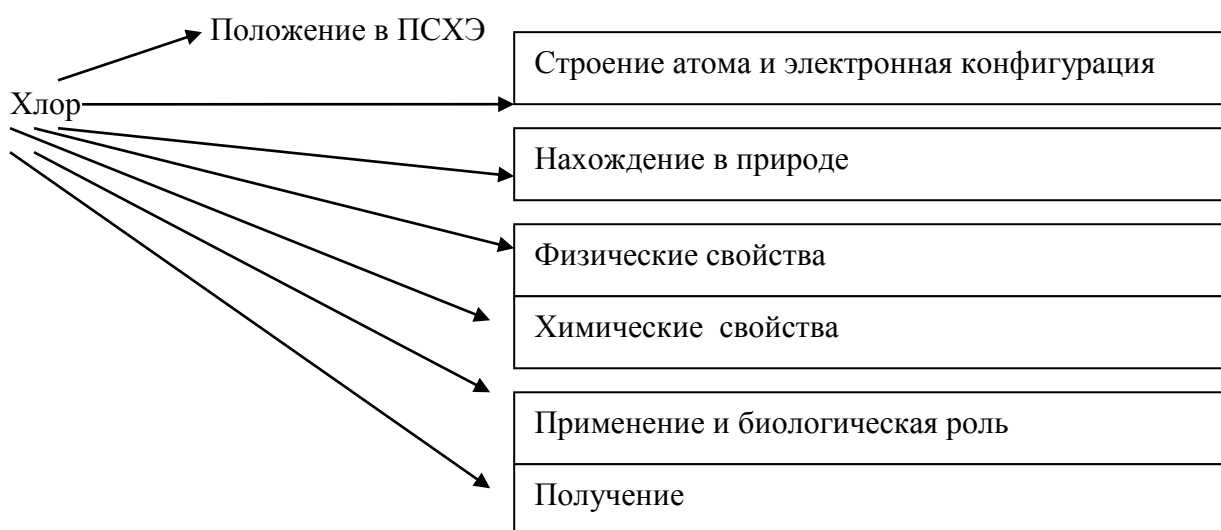 Положение в ПСХЭ
Строение атома и электронная конфигурация
Хлор
Нахождение в природе
Физические свойства
Химические  свойства
Применение и биологическая роль
Получение